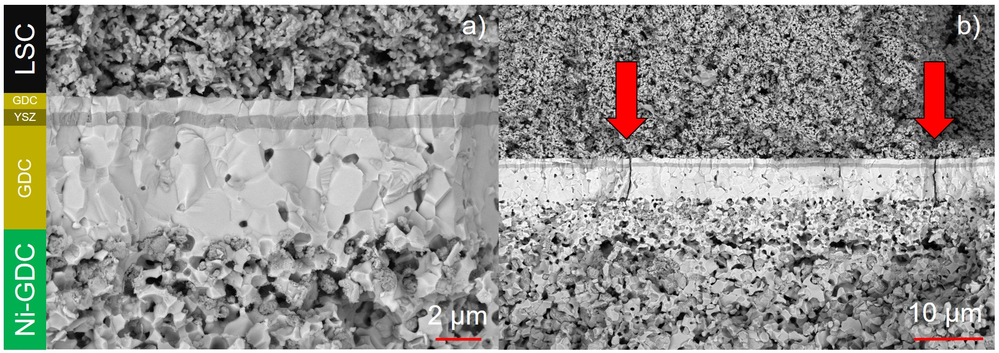 LSC
GDC
YSZ
GDC
Ni-GDC
a)
2 µm
b)
10 µm